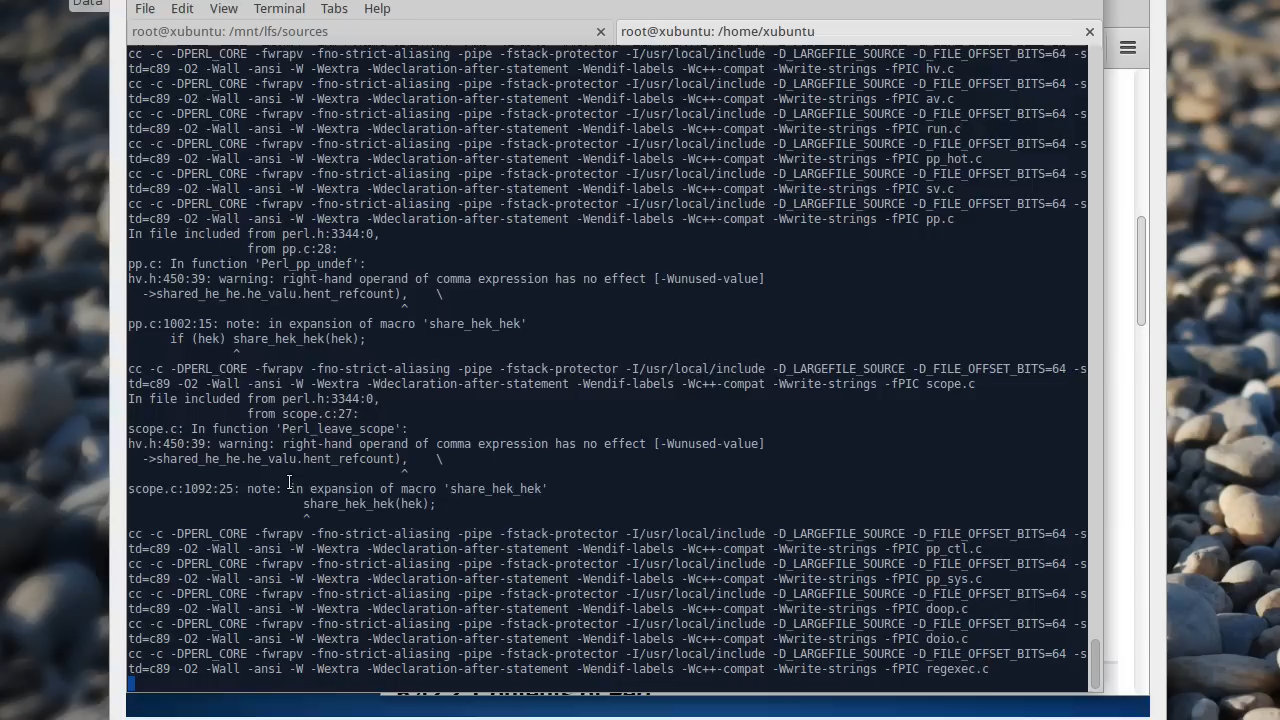 Data
File Edit View Terminal Tabs Help
root@xubuntu: /mnt/lfs/sources
root@xubuntu: /home/xubuntu
cc -c -DPERL_CORE -fwrapv -fno-strict-aliasing -pipe -fstack-protector -I/usr/local/include -D_LARGEFILE_SOURCE -D_FILE_OFFSET_BITS=64 -s
td=c89 -O2 -Wall -ansi -W -Wextra -Wdeclaration-after-statement -Wendif-labels -Wc++-compat -Wwrite-strings -fPIC hv.c
cc -c -DPERL_CORE -fwrapv -fno-strict-aliasing -pipe -fstack-protector -I/usr/local/include -D_LARGEFILE_SOURCE -D_FILE_OFFSET_BITS=64 -s
td=c89 -O2 -Wall -ansi -W -Wextra -Wdeclaration-after-statement -Wendif-labels -Wc++-compat -Wwrite-strings -fPIC av.c
cc -c -DPERL_CORE -fwrapv -fno-strict-aliasing -pipe -fstack-protector -I/usr/local/include -D_LARGEFILE_SOURCE -D_FILE_OFFSET_BITS=64 -s
td=c89 -O2 -Wall -ansi -W -Wextra -Wdeclaration-after-statement -Wendif-labels -Wc++-compat -Wwrite-strings -fPIC run.c
cc -c -DPERL_CORE -fwrapv -fno-strict-aliasing -pipe -fstack-protector -I/usr/local/include -D_LARGEFILE_SOURCE -D_FILE_OFFSET_BITS=64 -s
td=c89 -O2 -Wall -ansi -W -Wextra -Wdeclaration-after-statement -Wendif-labels -Wc++-compat -Wwrite-strings -fPIC pp_hot.c
cc -c -DPERL_CORE -fwrapv -fno-strict-aliasing -pipe -fstack-protector -I/usr/local/include -D_LARGEFILE_SOURCE -D_FILE_OFFSET_BITS=64 -s
td=c89 -O2 -Wall -ansi -W -Wextra -Wdeclaration-after-statement -Wendif-labels -Wc++-compat -Wwrite-strings -fPIC sv.c
cc -c -DPERL_CORE -fwrapv -fno-strict-aliasing -pipe -fstack-protector -I/usr/local/include -D_LARGEFILE_SOURCE -D_FILE_OFFSET_BITS=64 -s
td=c89 -O2 -Wall -ansi -W -Wextra -Wdeclaration-after-statement -Wendif-labels -Wc++-compat -Wwrite-strings -fPIC pp.c
In file included from perl.h:3344:0,
from pp.c:28:
pp.c: In function 'Perl_pp_undef':
hv.h:450:39: warning: right-hand operand of comma expression has no effect [-Wunused-value]
->shared_he_he.he_valu.hent_refcount), \
^
pp.c:1002:15: note: in expansion of macro 'share_hek_hek'
if (hek) share_hek_hek(hek);
^
cc -c -DPERL_CORE -fwrapv -fno-strict-aliasing -pipe -fstack-protector -I/usr/local/include -D_LARGEFILE_SOURCE -D_FILE_OFFSET_BITS=64 -s
td=c89 -O2 -Wall -ansi -W -Wextra -Wdeclaration-after-statement -Wendif-labels -Wc++-compat -Wwrite-strings -fPIC scope.c
In file included from perl.h:3344:0,
from scope.c:27:
scope.c: In function 'Perl_leave_scope':
hv.h:450:39: warning: right-hand operand of comma expression has no effect [-Wunused-value]
->shared_he_he.he_valu.hent_refcount), \
^
scope.c:1092:25: note: in expansion of macro 'share_hek_hek'
share_hek_hek(hek);
^
cc -c -DPERL_CORE -fwrapv -fno-strict-aliasing -pipe -fstack-protector -I/usr/local/include -D_LARGEFILE_SOURCE -D_FILE_OFFSET_BITS=64 -s
td=c89 -O2 -Wall -ansi -W -Wextra -Wdeclaration-after-statement -Wendif-labels -Wc++-compat -Wwrite-strings -fPIC pp_ctl.c
cc -c -DPERL_CORE -fwrapv -fno-strict-aliasing -pipe -fstack-protector -I/usr/local/include -D_LARGEFILE_SOURCE -D_FILE_OFFSET_BITS=64 -s
td=c89 -O2 -Wall -ansi -W -Wextra -Wdeclaration-after-statement -Wendif-labels -Wc++-compat -Wwrite-strings -fPIC pp_sys.c
cc -c -DPERL_CORE -fwrapv -fno-strict-aliasing -pipe -fstack-protector -I/usr/local/include -D_LARGEFILE_SOURCE -D_FILE_OFFSET_BITS=64 -s
td=c89 -O2 -Wall -ansi -W -Wextra -Wdeclaration-after-statement -Wendif-labels -Wc++-compat -Wwrite-strings -fPIC doop.c
cc -c -DPERL_CORE -fwrapv -fno-strict-aliasing -pipe -fstack-protector -I/usr/local/include -D_LARGEFILE_SOURCE -D_FILE_OFFSET_BITS=64 -s
td=c89 -O2 -Wall -ansi -W -Wextra -Wdeclaration-after-statement -Wendif-labels -Wc++-compat -Wwrite-strings -fPIC doio.c
cc -c -DPERL_CORE -fwrapv -fno-strict-aliasing -pipe -fstack-protector -I/usr/local/include -D_LARGEFILE_SOURCE -D_FILE_OFFSET_BITS=64 -s
td=c89 -O2 -Wall -ansi -W -Wextra -Wdeclaration-after-statement -Wendif-labels -Wc++-compat -Wwrite-strings -fPIC regexec.c